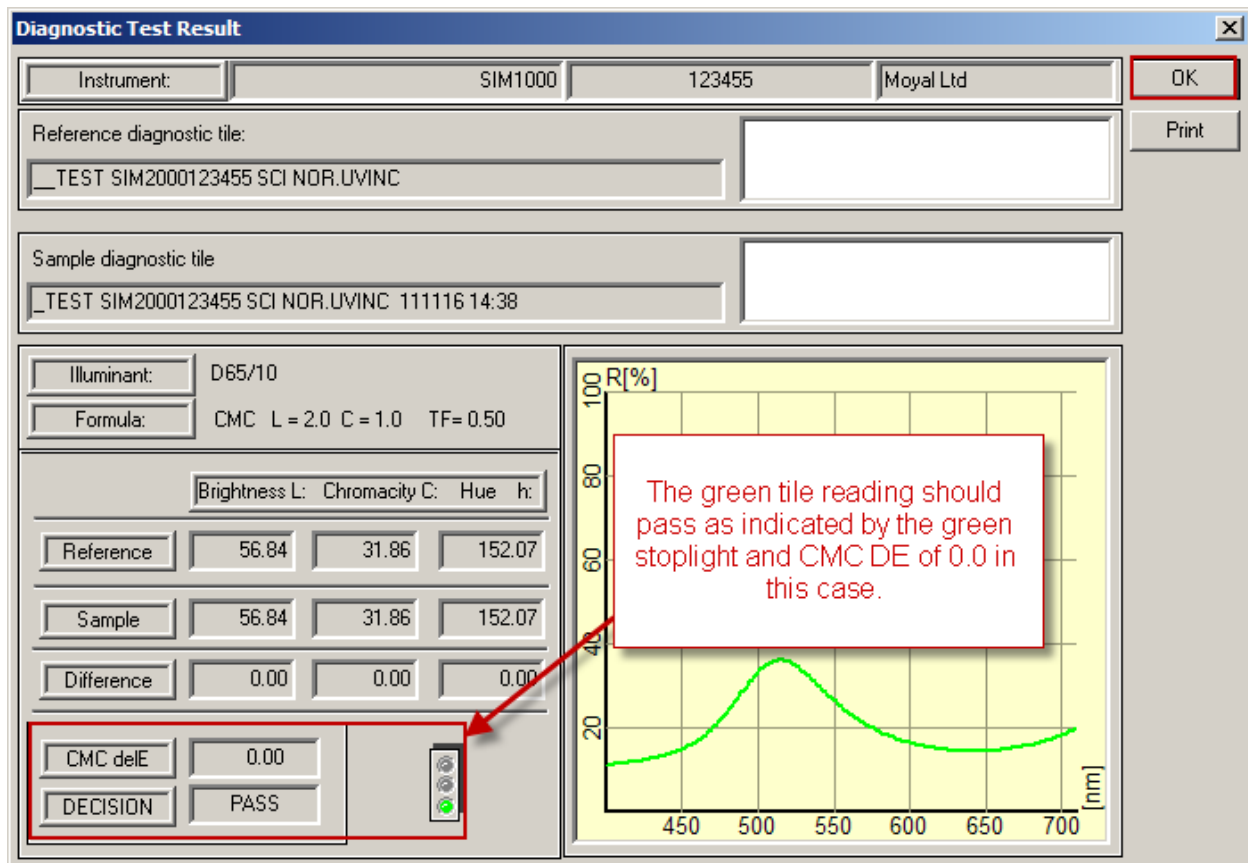 Diagnostic Test Result
Instrument: SIM1000 123455 Moyal Ltd OK
Reference diagnostic tile: Print
__TEST SIM2000123455 SCI NOR.UVINC
Sample diagnostic tile
_TEST SIM2000123455 SCI NOR.UVINC 111116 14:38
Illuminant: D65/10
Formula: CMC L = 2.0 C = 1.0 TF= 0.50
Brightness L: Chromacity C: Hue h:
Reference 56.84 31.86 152.07
Sample 56.84 31.86 152.07
Difference 0.00 0.00 0.00
CMC delE 0.00
DECISION PASS
R[%]
100
80
60
40
20
The green tile reading should
pass as indicated by the green
stoplight and CMC DE of 0.0 in
this case.
[nm]
450 500 550 600 650 700